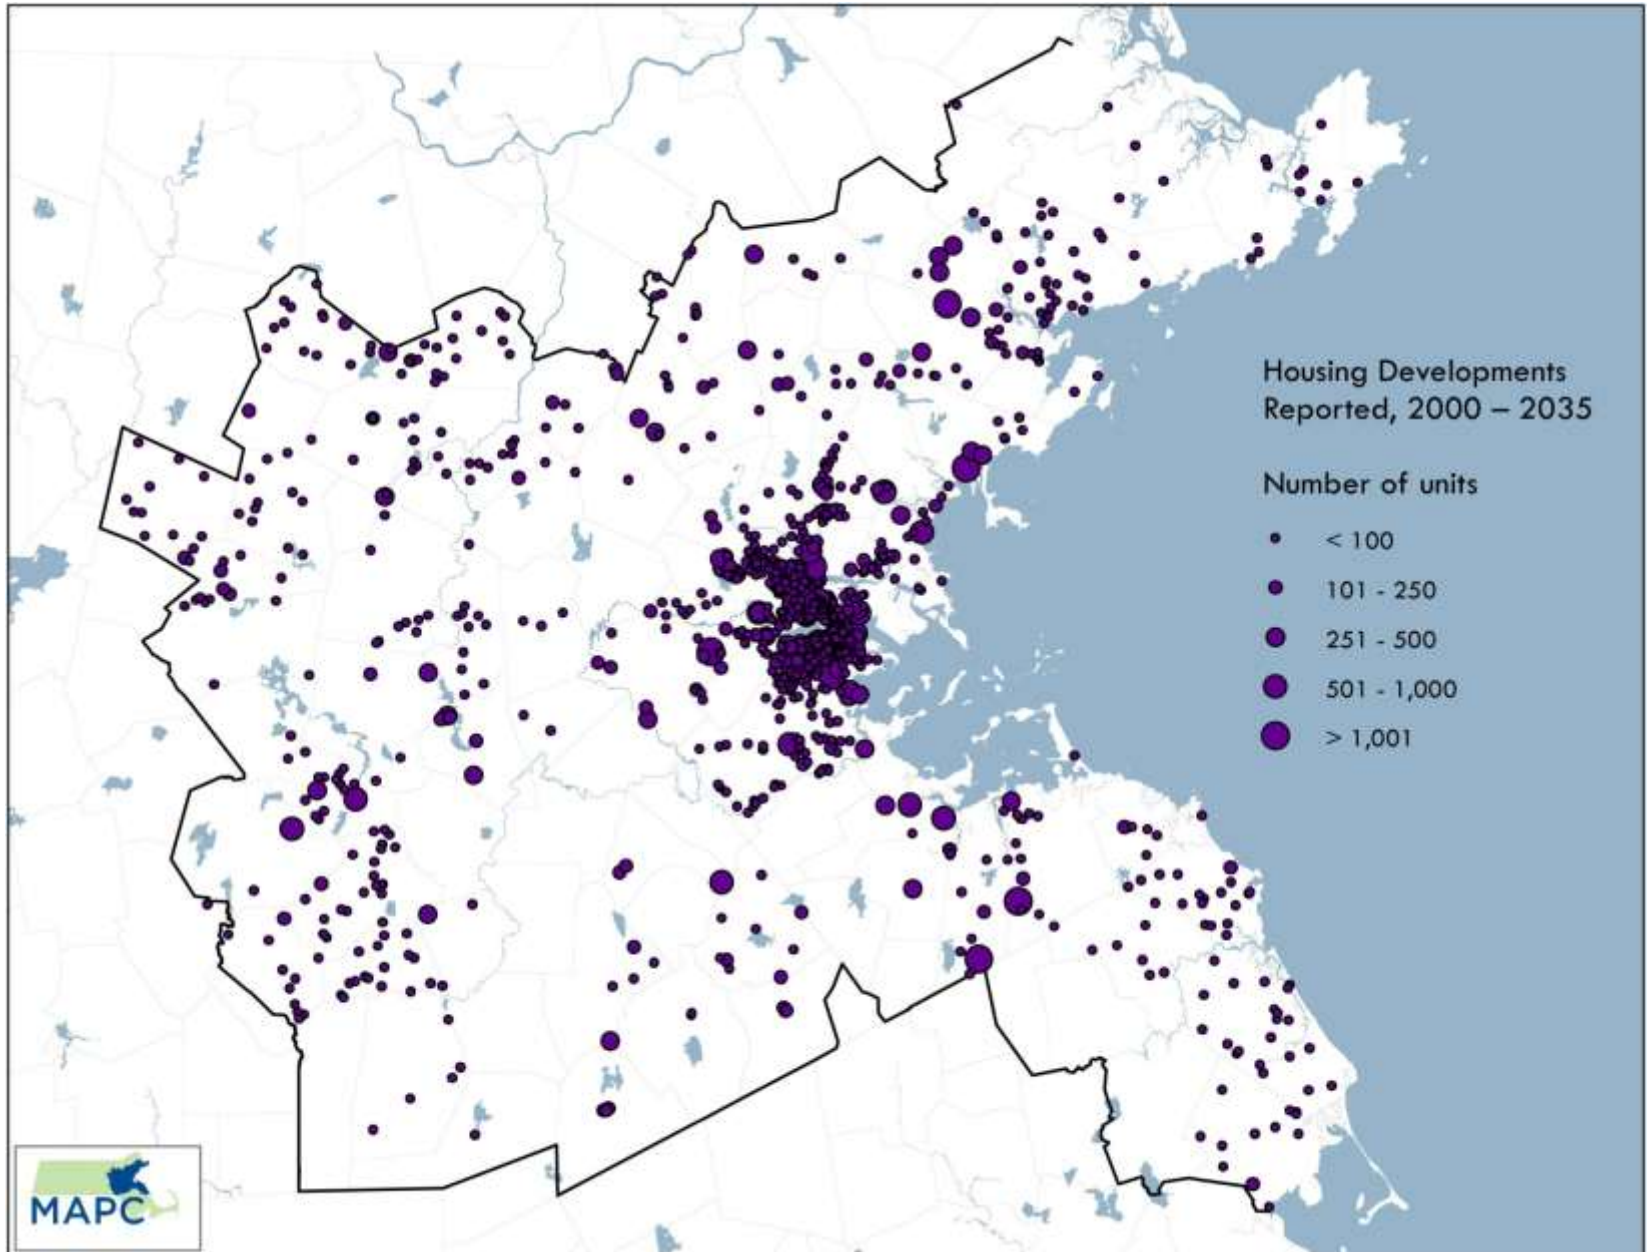 Housing Developments
Reported, 2000 – 2035
Number of units
< 100
101 - 250
251 - 500
501 - 1,000
> 1,001
MAPC